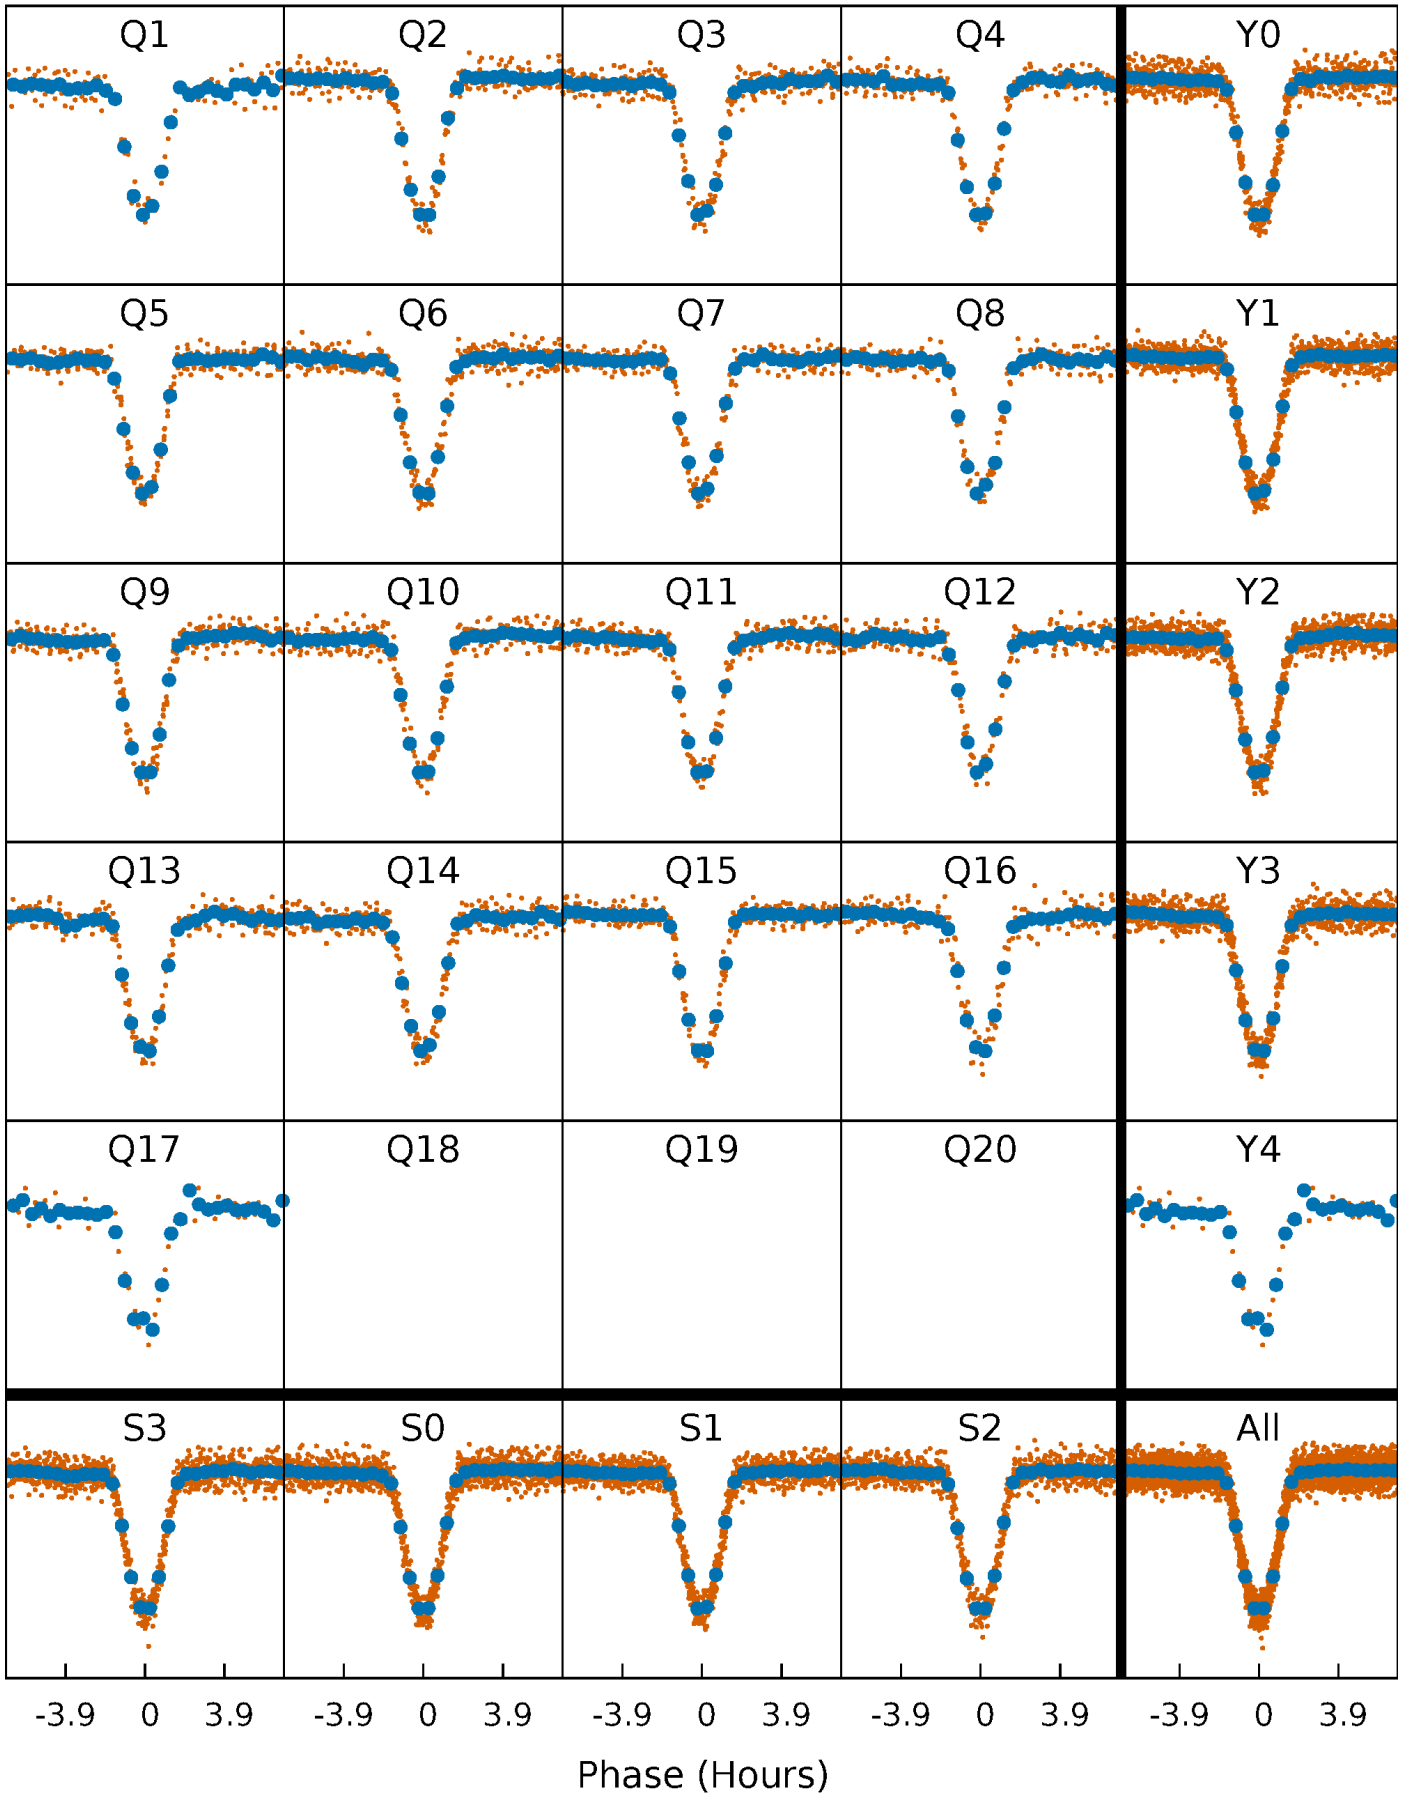 Q1 Q2 Q3 Q4 Y0
Q5 Q6 Q7 Q8 Y1
Q9 Q10 Q11 Q12 Y2
Q13 Q14 Q15 Q16 Y3
Q17 Q18 Q19 Q20 Y4
S3 S0 S1 S2 All
-3.9 0 3.9 -3.9 0 3.9 -3.9 0 3.9 -3.9 0 3.9 -3.9 0 3.9
Phase (Hours)